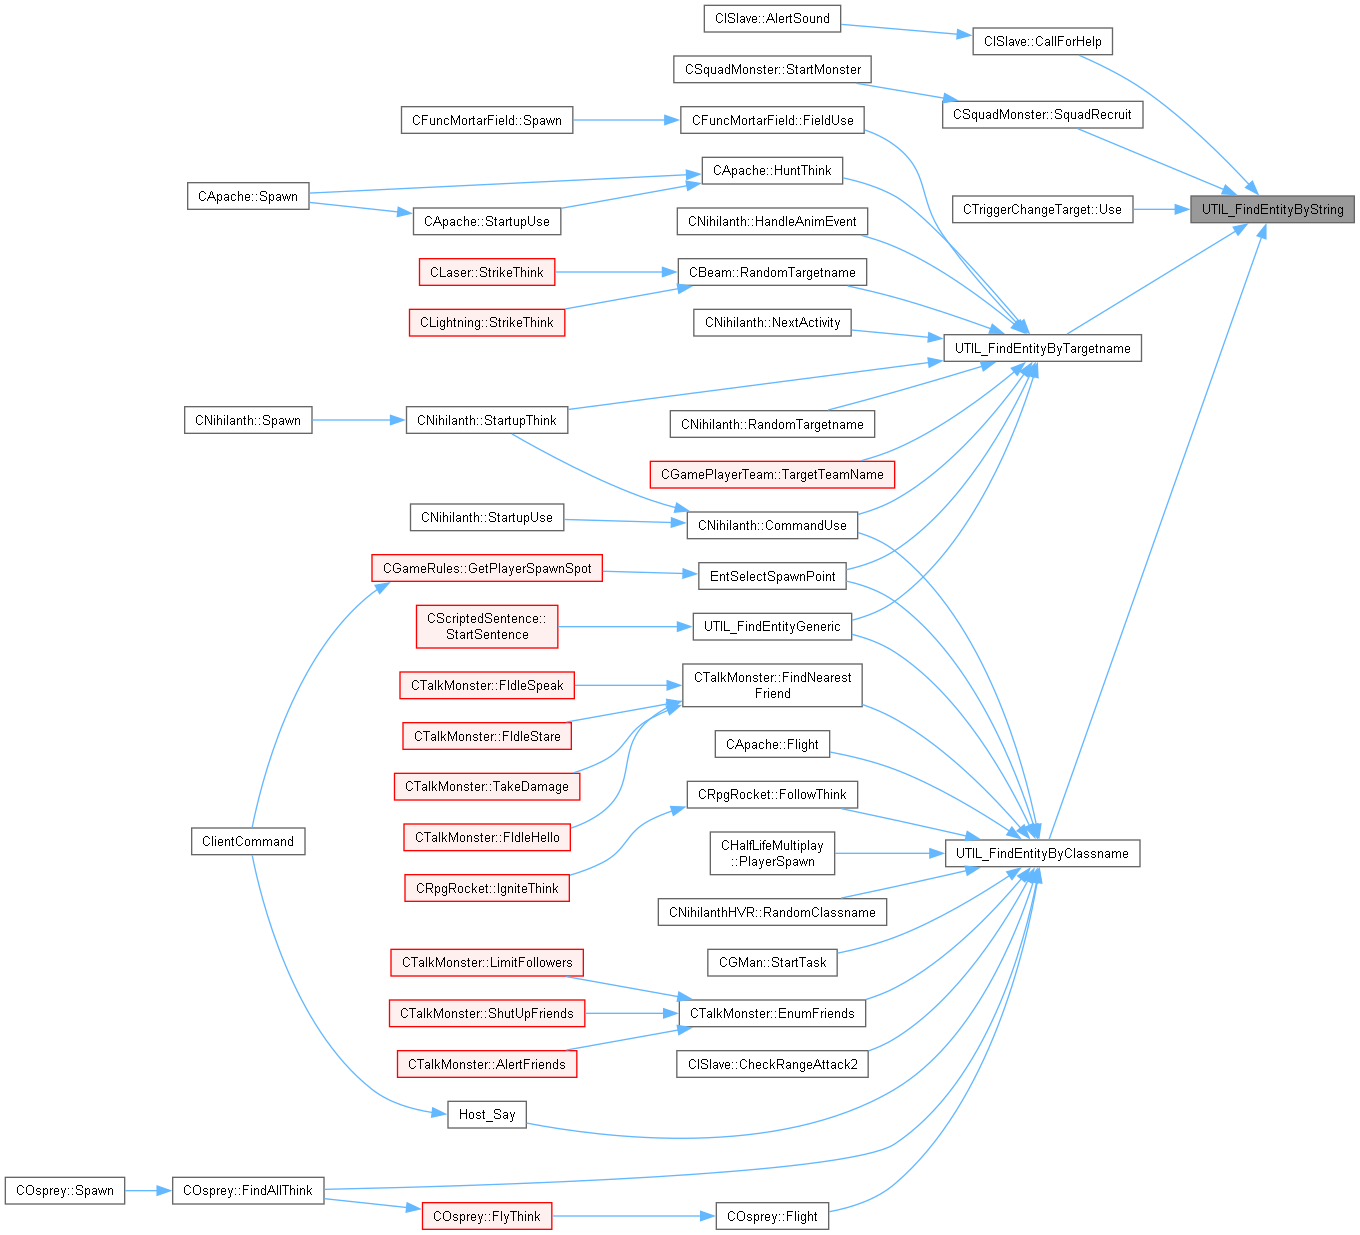 CISlave::AlertSound
CISlave::CallForHelp
CSquadMonster::StartMonster
CSquadMonster::SquadRecruit
CFuncMortarField::Spawn
CFuncMortarField::FieldUse
CApache::HuntThink
CApache::Spawn
CApache::StartupUse
CTriggerChangeTarget::Use
UTIL_FindEntityByString
CNihilanth::HandleAnimEvent
CLaser::StrikeThink
CBeam::RandomTargetname
CLightning::StrikeThink
CNihilanth::NextActivity
UTIL_FindEntityByTargetname
CNihilanth::Spawn
CNihilanth::StartupThink
CNihilanth::RandomTargetname
CGamePlayerTeam::TargetTeamName
CNihilanth::StartupUse
CNihilanth::CommandUse
CGameRules::GetPlayerSpawnSpot
EntSelectSpawnPoint
CScriptedSentence::
StartSentence
UTIL_FindEntityGeneric
CTalkMonster::FIdleSpeak
CTalkMonster::FindNearest
Friend
CTalkMonster::FIdleStare
CApache::Flight
CTalkMonster::TakeDamage
CRpgRocket::FollowThink
CTalkMonster::FIdleHello
ClientCommand
CHalfLifeMultiplay
::PlayerSpawn
UTIL_FindEntityByClassname
CRpgRocket::IgniteThink
CNihilanthHVR::RandomClassname
CTalkMonster::LimitFollowers
CGMan::StartTask
CTalkMonster::ShutUpFriends
CTalkMonster::EnumFriends
CTalkMonster::AlertFriends
CISlave::CheckRangeAttack2
Host_Say
COsprey::Spawn
COsprey::FindAllThink
COsprey::FlyThink
COsprey::Flight